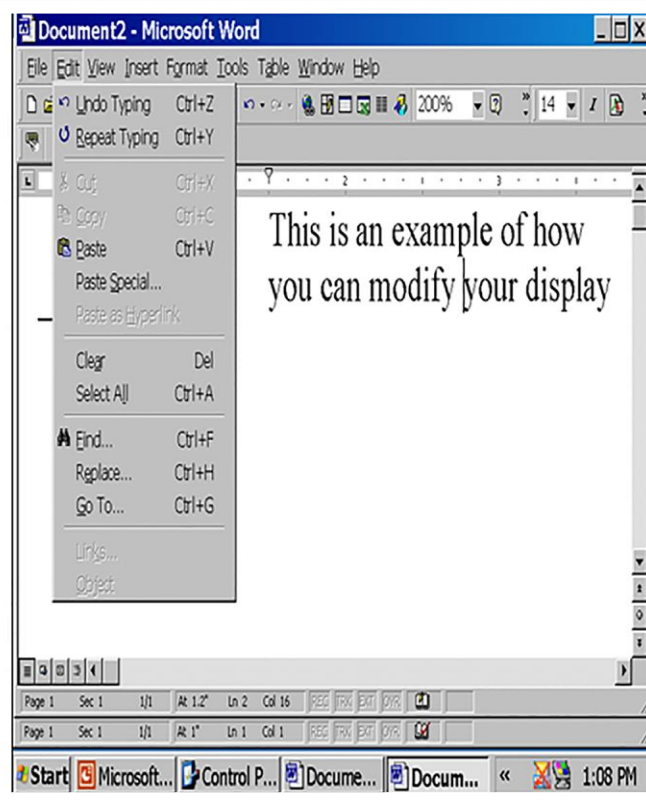 Document2 - Microsoft Word
File Edit View Insert Format Tools Table Window Help
200% 14 I
Undo Typing Ctrl+Z
Repeat Typing Ctrl+Y
Cut Ctrl+X
Copy Ctrl+C
Paste Ctrl+V
Paste Special...
Paste as Hyperlink
Clear Del
Select All Ctrl+A
Find... Ctrl+F
Replace... Ctrl+H
Go To... Ctrl+G
Links...
Object
2 3
This is an example of how
you can modify your display
Page 1 Sec 1 1/1 At 1.2" Ln 2 Col 16 REC TRK EXT OVR
Page 1 Sec 1 1/1 At 1" Ln 1 Col 1 REC TRK EXT OVR
Start Microsoft... Control P... Docume... Docum... « 1:08 PM